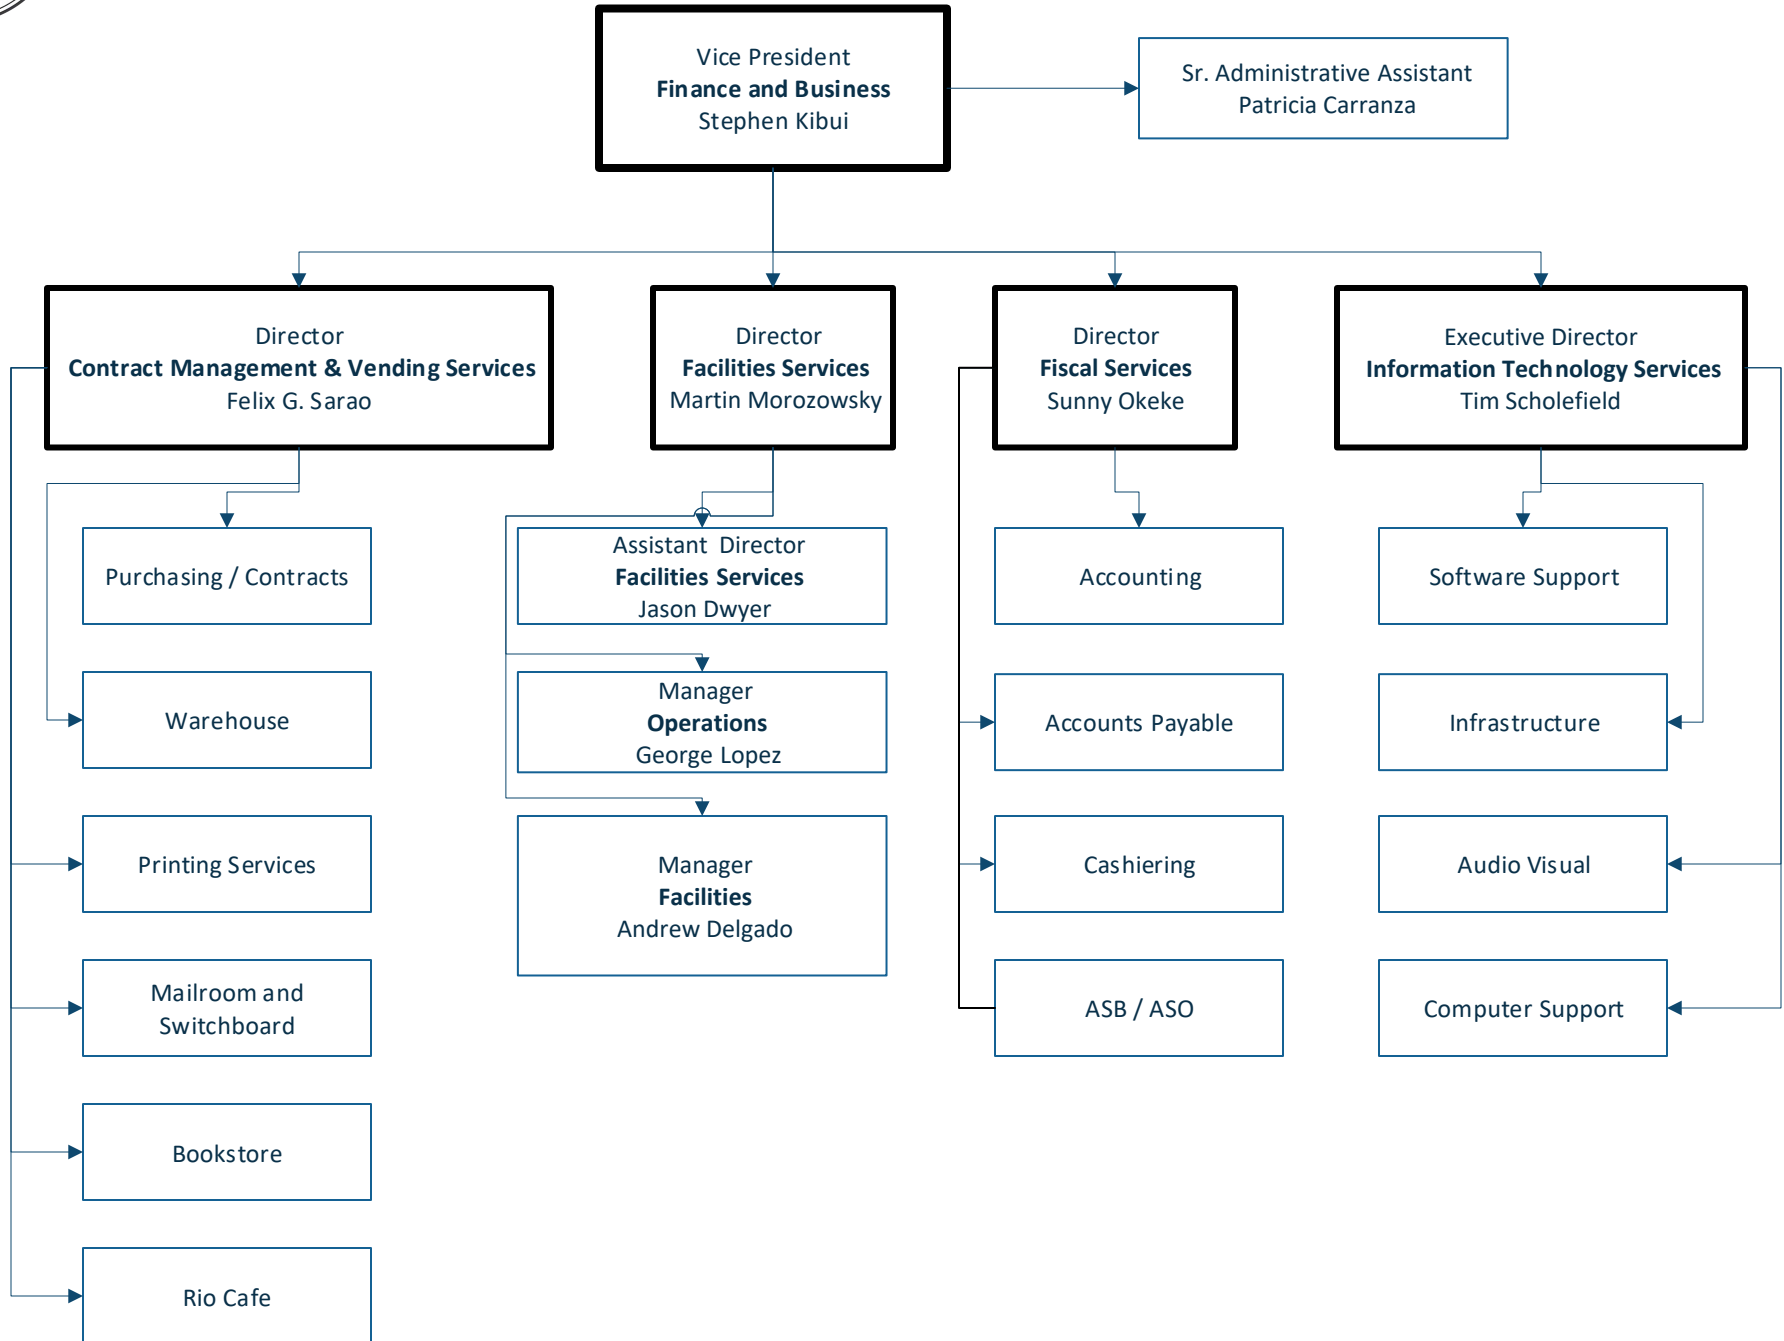 Vice President
Finance and Business
Stephen Kibui
Sr. Administrative Assistant
Patricia Carranza
Director
Contract Management & Vending Services
Felix G. Sarao
Director
Facilities Services
Martin Morozowsky
Director
Fiscal Services
Sunny Okeke
Executive Director
Information Technology Services
Tim Scholefield
Purchasing / Contracts
Warehouse
Printing Services
Mailroom and
Switchboard
Bookstore
Rio Cafe
Assistant Director
Facilities Services
Jason Dwyer
Manager
Operations
George Lopez
Manager
Facilities
Andrew Delgado
Accounting
Accounts Payable
Cashiering
ASB / ASO
Software Support
Infrastructure
Audio Visual
Computer Support